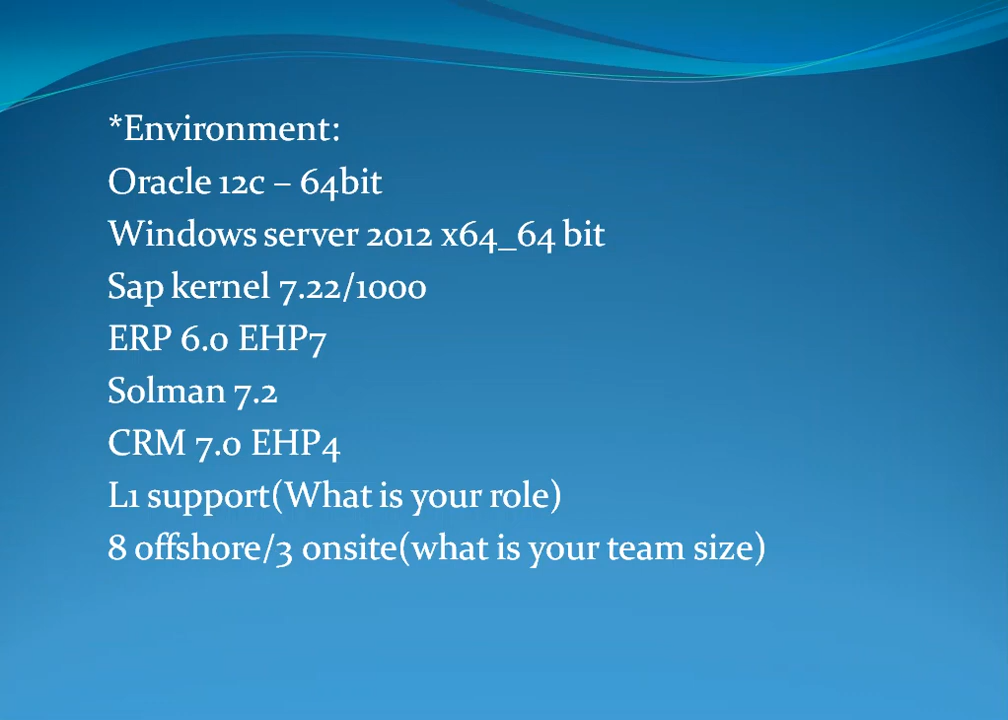 *Environment:
Oracle 12c – 64bit
Windows server 2012 x64_64 bit
Sap kernel 7.22/1000
ERP 6.0 EHP7
Solman 7.2
CRM 7.0 EHP4
L1 support(What is your role)
8 offshore/3 onsite(what is your team size)